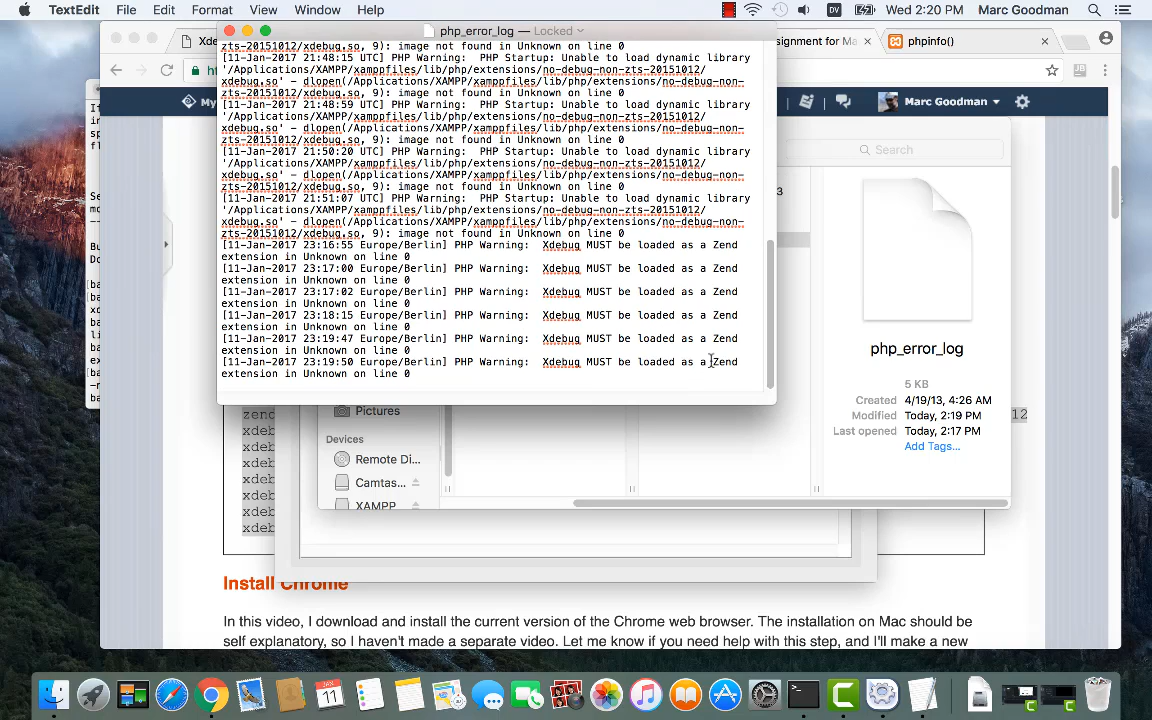 TextEdit File Edit Format View Window Help DV Wed 2:20 PM Marc Goodman
php_error_log — Locked
Xde
signment for Ma
phpinfo()
zts-20151012/xdebug.so, 9): image not found in Unknown on line 0
[11-Jan-2017 21:48:15 UTC] PHP Warning:  PHP Startup: Unable to load dynamic library
'/Applications/XAMPP/xamppfiles/lib/php/extensions/no-debug-non-zts-20151012/
xdebug.so' - dlopen(/Applications/XAMPP/xamppfiles/lib/php/extensions/no-debug-non-
zts-20151012/xdebug.so, 9): image not found in Unknown on line 0
[11-Jan-2017 21:48:59 UTC] PHP Warning:  PHP Startup: Unable to load dynamic library
'/Applications/XAMPP/xamppfiles/lib/php/extensions/no-debug-non-zts-20151012/
xdebug.so' - dlopen(/Applications/XAMPP/xamppfiles/lib/php/extensions/no-debug-non-
zts-20151012/xdebug.so, 9): image not found in Unknown on line 0
[11-Jan-2017 21:50:20 UTC] PHP Warning:  PHP Startup: Unable to load dynamic library
'/Applications/XAMPP/xamppfiles/lib/php/extensions/no-debug-non-zts-20151012/
xdebug.so' - dlopen(/Applications/XAMPP/xamppfiles/lib/php/extensions/no-debug-non-
zts-20151012/xdebug.so, 9): image not found in Unknown on line 0
[11-Jan-2017 21:51:07 UTC] PHP Warning:  PHP Startup: Unable to load dynamic library
'/Applications/XAMPP/xamppfiles/lib/php/extensions/no-debug-non-zts-20151012/
xdebug.so' - dlopen(/Applications/XAMPP/xamppfiles/lib/php/extensions/no-debug-non-
zts-20151012/xdebug.so, 9): image not found in Unknown on line 0
[11-Jan-2017 23:16:55 Europe/Berlin] PHP Warning:  Xdebug MUST be loaded as a Zend
extension in Unknown on line 0
[11-Jan-2017 23:17:00 Europe/Berlin] PHP Warning:  Xdebug MUST be loaded as a Zend
extension in Unknown on line 0
[11-Jan-2017 23:17:02 Europe/Berlin] PHP Warning:  Xdebug MUST be loaded as a Zend
extension in Unknown on line 0
[11-Jan-2017 23:18:15 Europe/Berlin] PHP Warning:  Xdebug MUST be loaded as a Zend
extension in Unknown on line 0
[11-Jan-2017 23:19:47 Europe/Berlin] PHP Warning:  Xdebug MUST be loaded as a Zend
extension in Unknown on line 0
[11-Jan-2017 23:19:50 Europe/Berlin] PHP Warning:  Xdebug MUST be loaded as a Zend
extension in Unknown on line 0
My
Marc Goodman
Search
php_error_log
5 KB
Created 4/19/13, 4:26 AM
Modified Today, 2:19 PM
Last opened Today, 2:17 PM
Add Tags...
Pictures
Devices
Remote Di...
Camtas...
XAMPP
zend
12
xdeb
xdeb
xdeb
xdeb
xdeb
xdeb
xdeb
Install Chrome
In this video, I download and install the current version of the Chrome web browser. The installation on Mac should be
self explanatory, so I haven't made a separate video. Let me know if you need help with this step, and I'll make a new